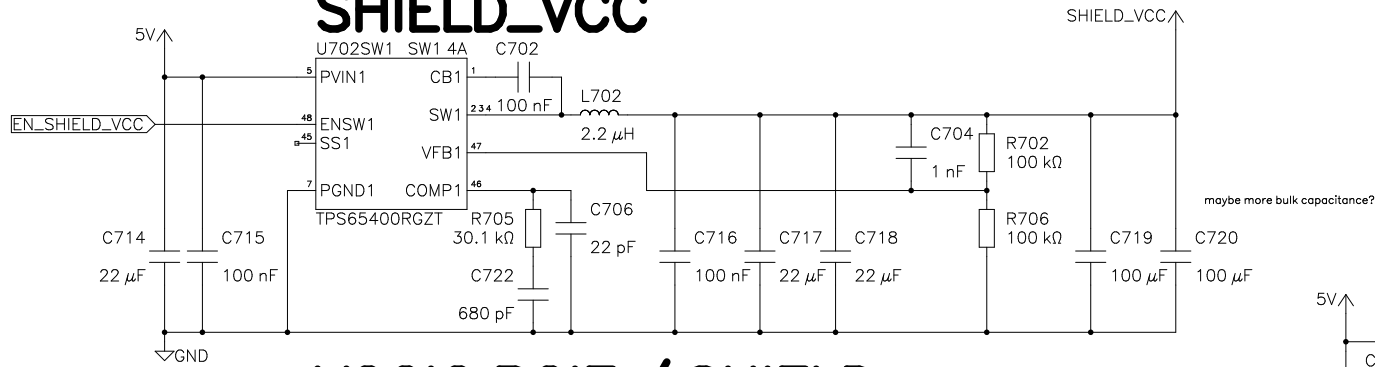 SHIELD_VCC
SHIELD_VCC
5V
U702SW1 SW1 4A
C702
5 PVIN1
CB1 1
100 nF
L702
2.2 µH
EN_SHIELD_VCC
48 ENSW1
SW1 2 3 4
45 SS1
VFB1 47
C704
1 nF
R702
100 kΩ
7 PGND1
COMP1 46
TPS65400RGZT
R705
30.1 kΩ
C706
22 pF
R706
100 kΩ
maybe more bulk capacitance?
C714
22 µF
C715
100 nF
C722
680 pF
C716
100 nF
C717
22 µF
C718
22 µF
C719
100 µF
C720
100 µF
5V
GND